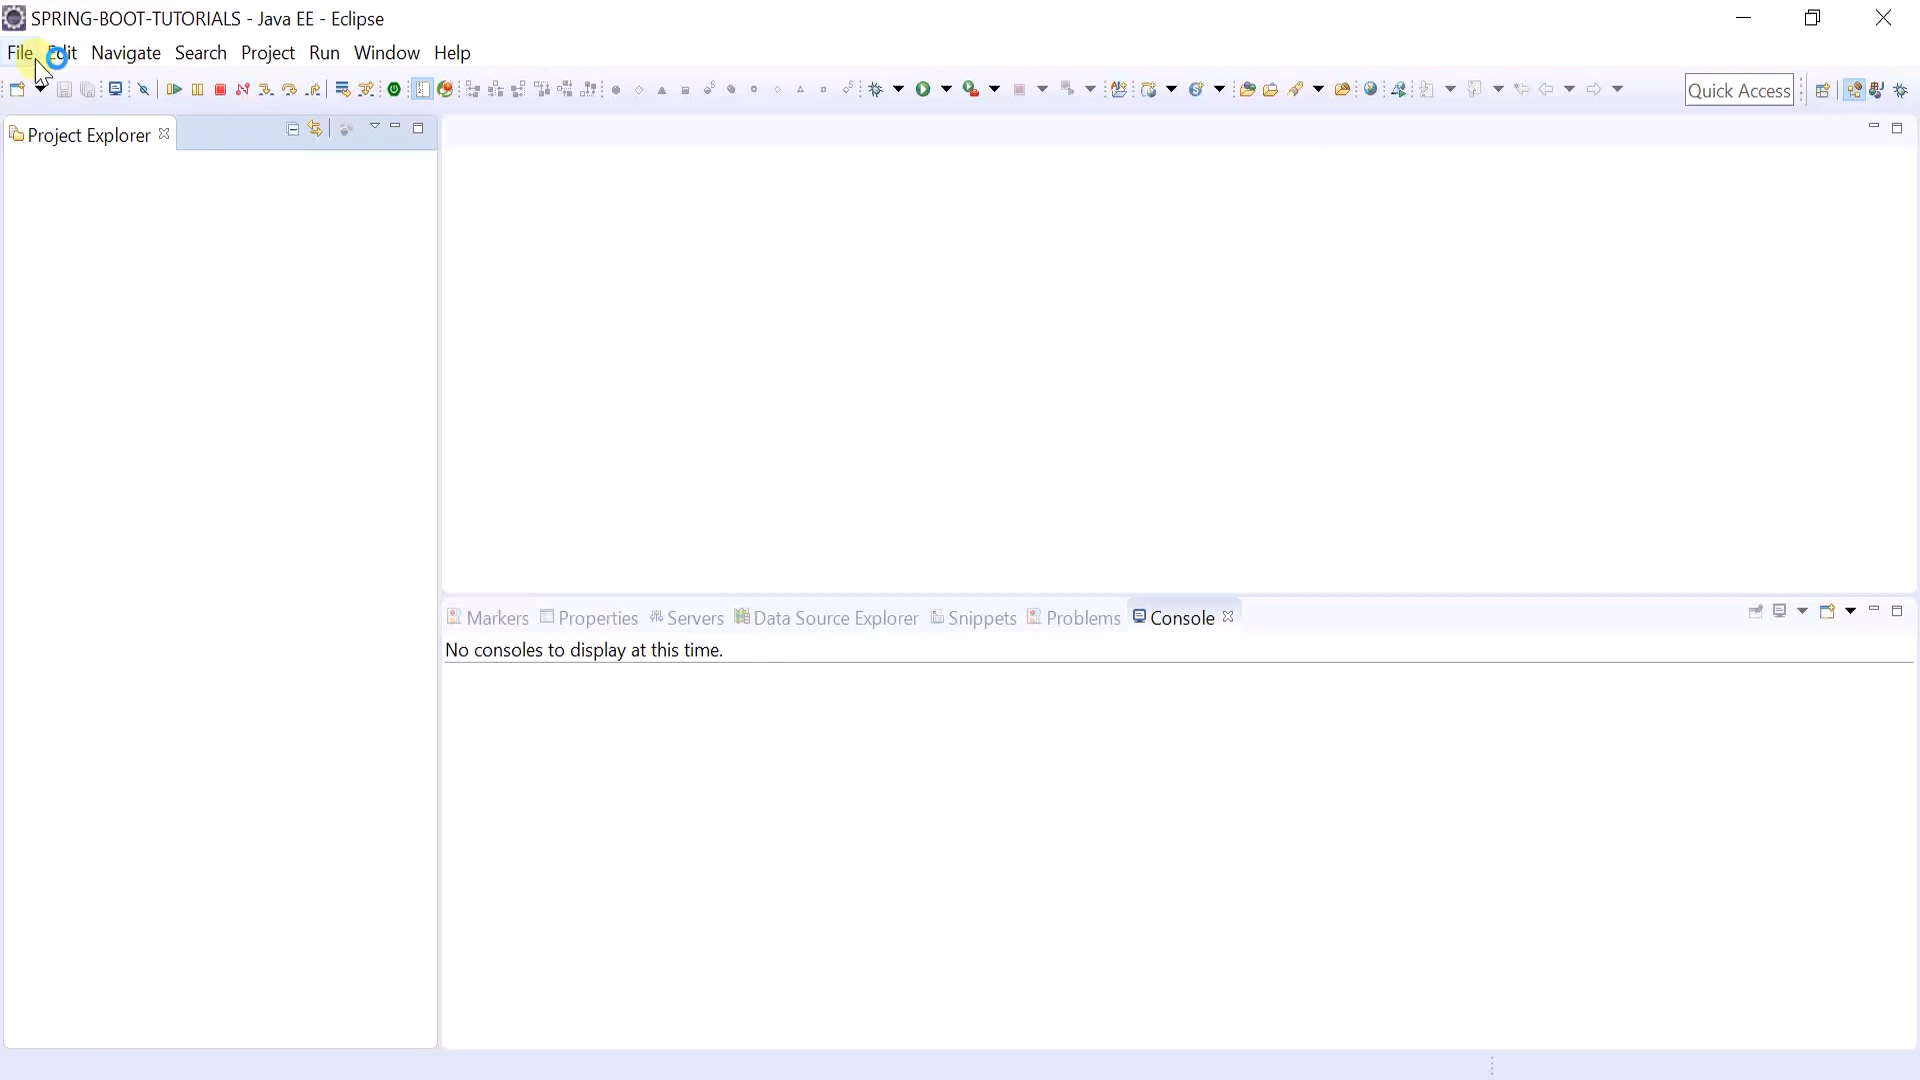 SPRING-BOOT-TUTORIALS - Java EE - Eclipse
File Edit Navigate Search Project Run Window Help
Quick Access
Project Explorer
Markers Properties Servers Data Source Explorer Snippets Problems Console
No consoles to display at this time.